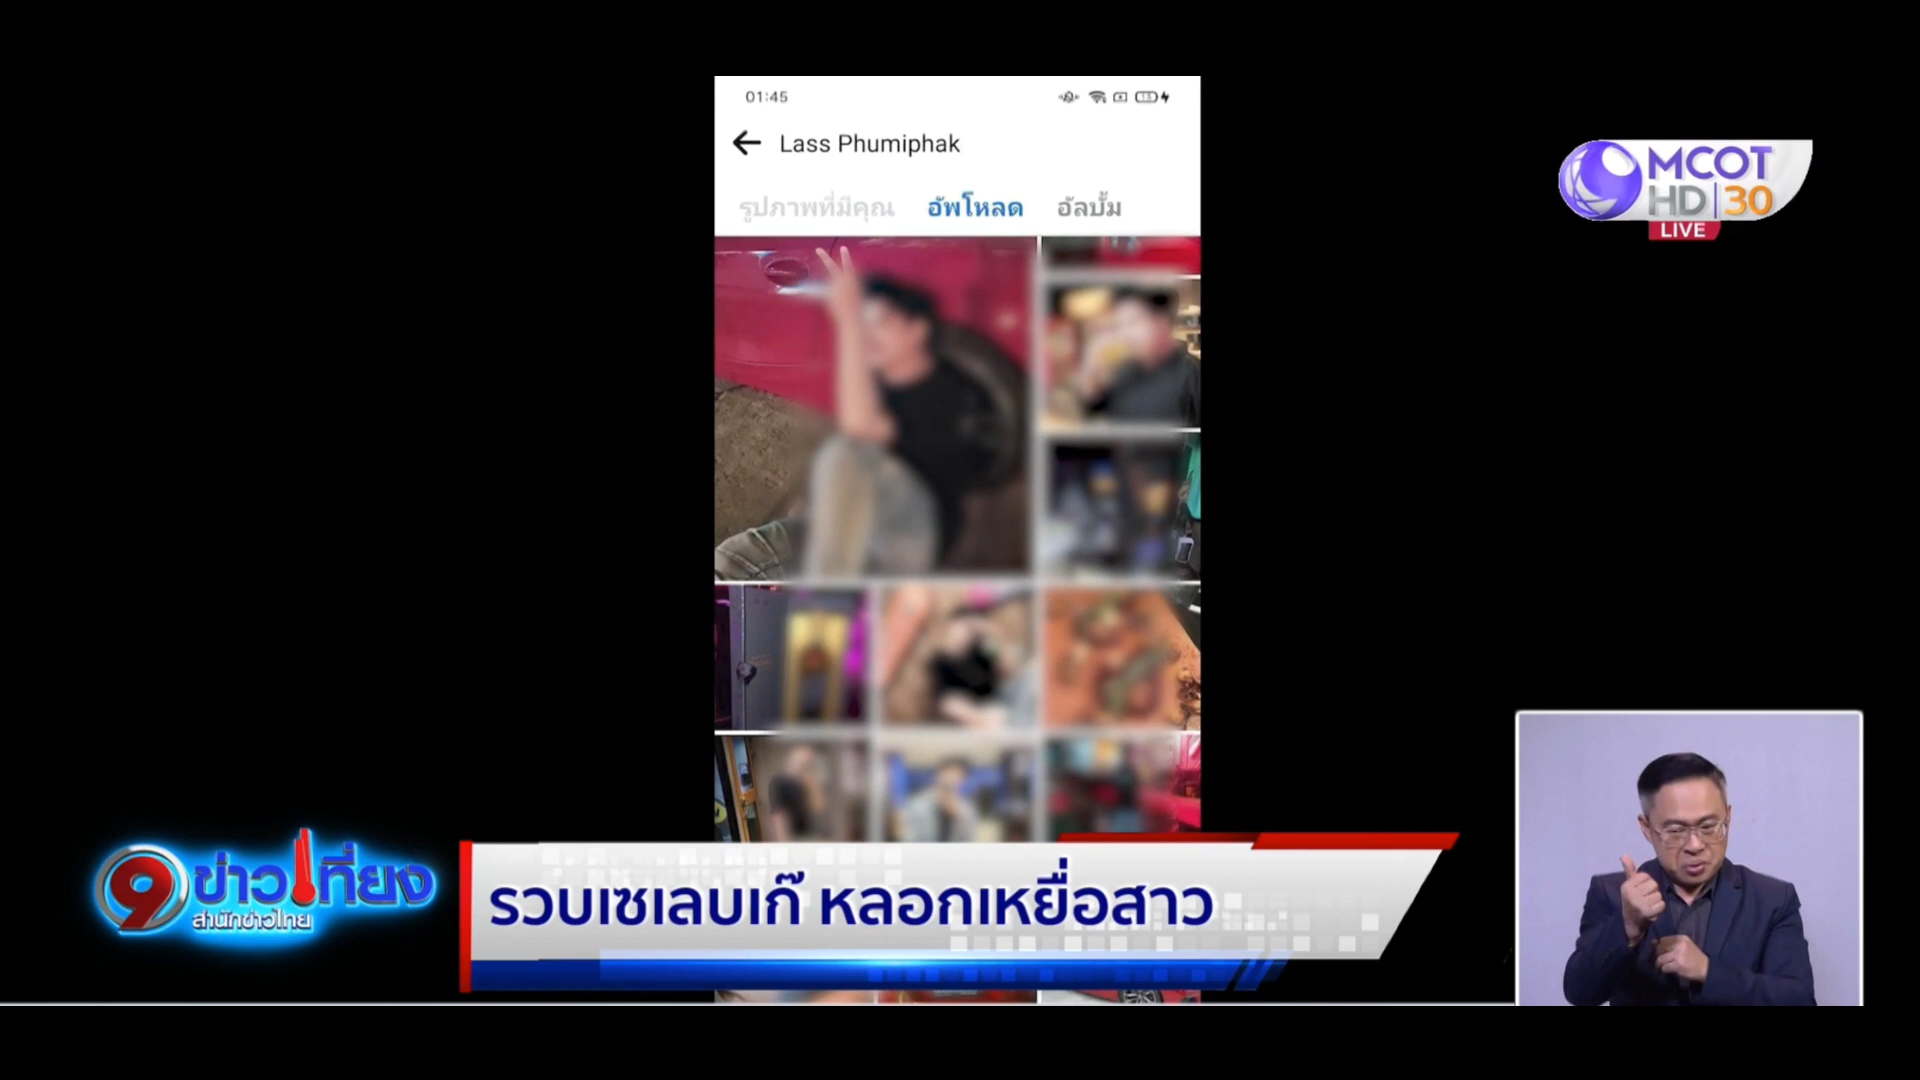 01:45
Lass Phumiphak
รูปภาพที่มีคุณ อัพโหลด อัลบั้ม
MCOT
HD 30
LIVE
9 ข่าวเที่ยง
สำนักข่าวไทย
รวบเซเลบเก๊ หลอกเหยื่อสาว